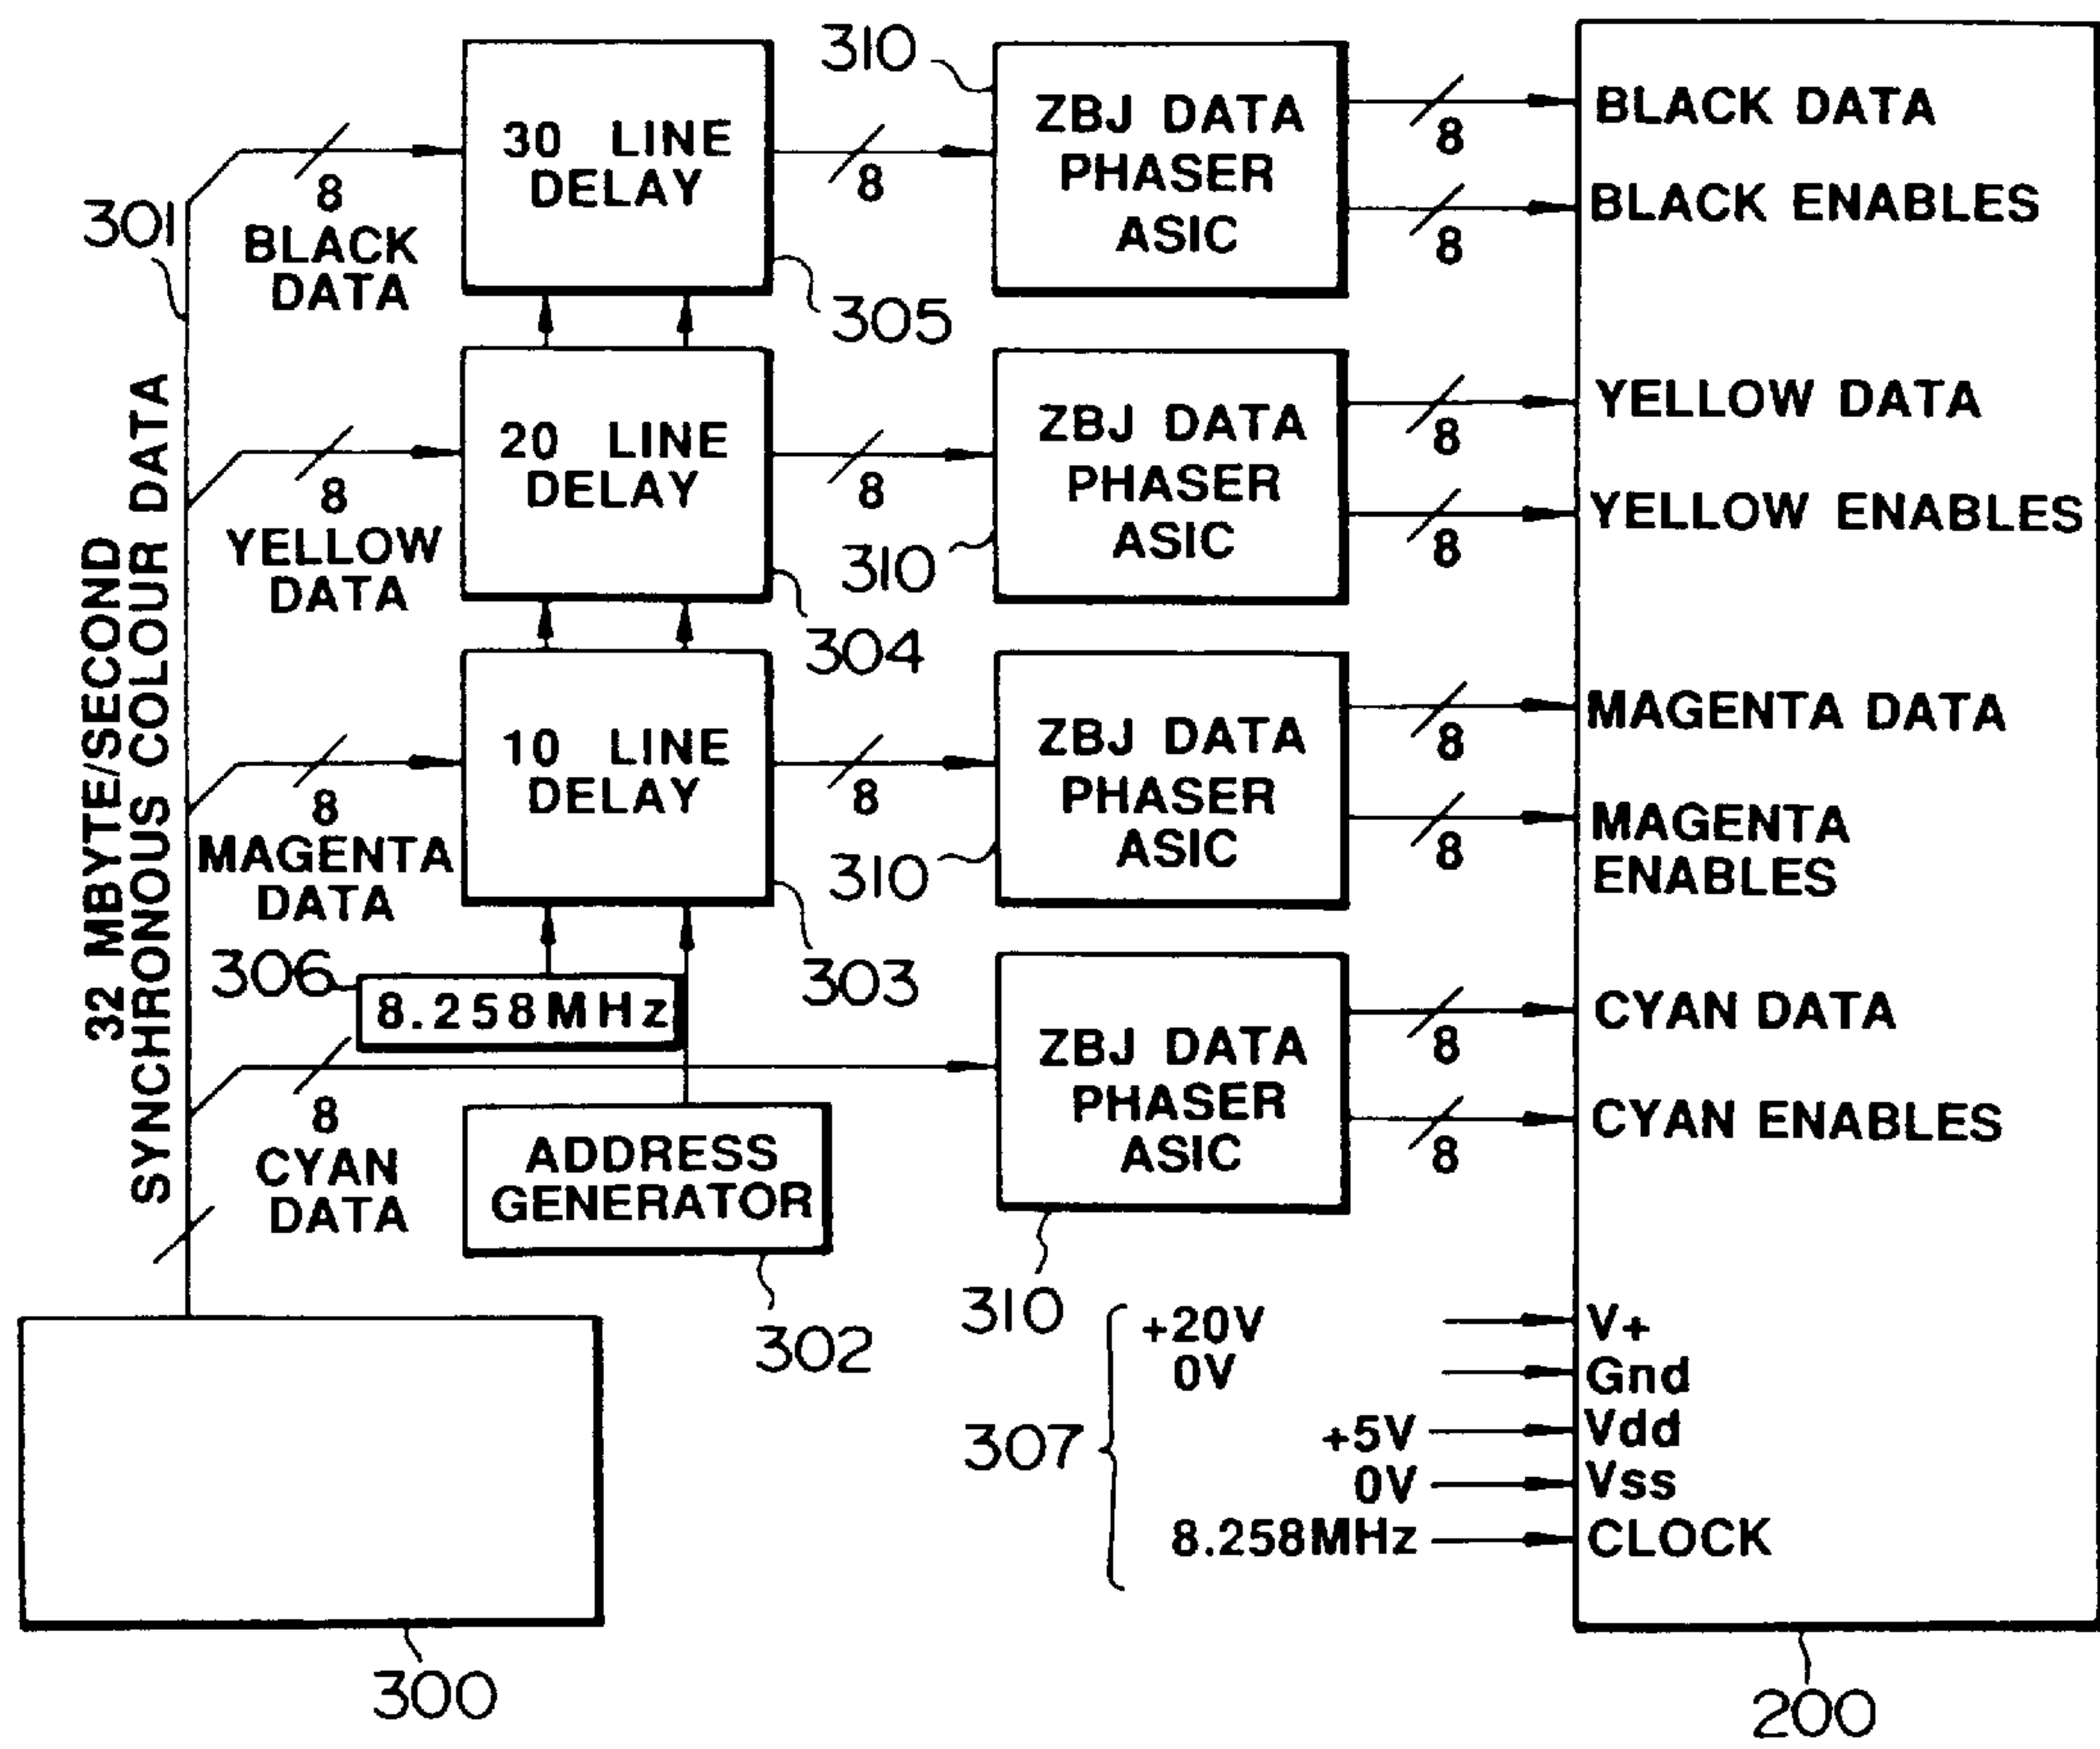 310
30 LINE
DELAY
ZBJ DATA
PHASER
ASIC
8
8
8
8
BLACK DATA
BLACK ENABLES
301
BLACK
DATA
305
32 MBYTE/SECOND
SYNCHRONOUS COLOUR DATA
20 LINE
DELAY
ZBJ DATA
PHASER
ASIC
8
8
8
8
YELLOW DATA
YELLOW ENABLES
YELLOW
DATA
310
304
10 LINE
DELAY
ZBJ DATA
PHASER
ASIC
8
8
8
8
MAGENTA DATA
MAGENTA
ENABLES
MAGENTA
DATA
310
303
306
8.258MHz
ZBJ DATA
PHASER
ASIC
8
8
8
CYAN DATA
CYAN ENABLES
CYAN
DATA
ADDRESS
GENERATOR
302
310
307
+20V
0V
+5V
0V
8.258MHz
V+
Gnd
Vdd
Vss
CLOCK
300
200